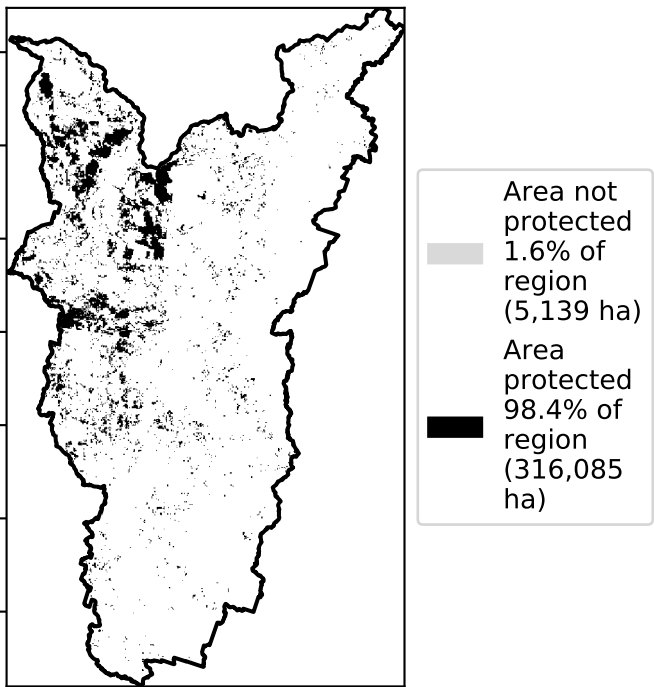 Area not
protected
1.6% of
region
(5,139 ha)
Area
protected
98.4% of
region
(316,085
ha)